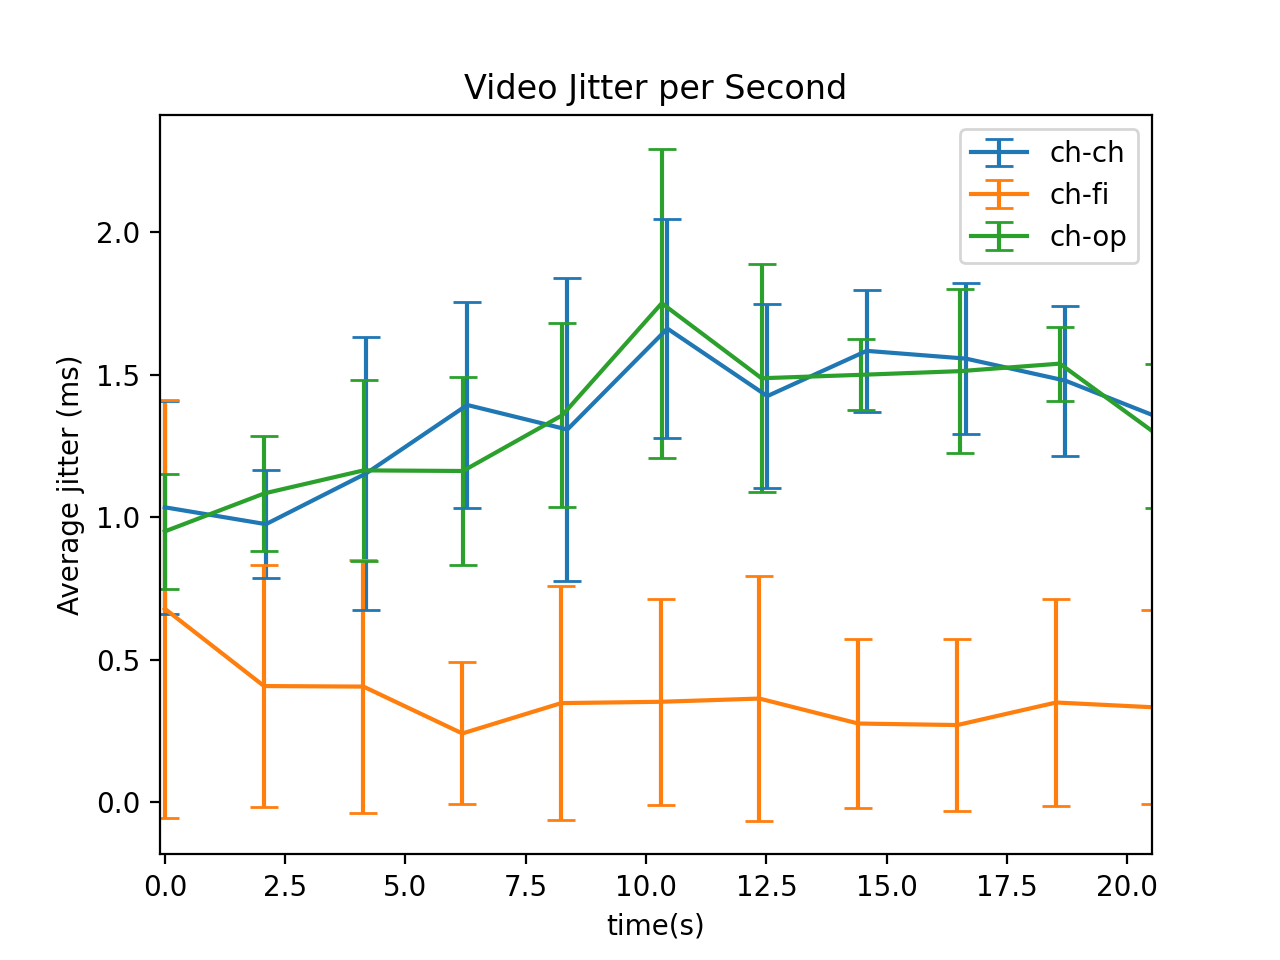 Video Jitter per Second
ch-ch
ch-fi
ch-op
Average jitter (ms)
2.0
1.5
1.0
0.5
0.0
0.0 2.5 5.0 7.5 10.0 12.5 15.0 17.5 20.0
time(s)